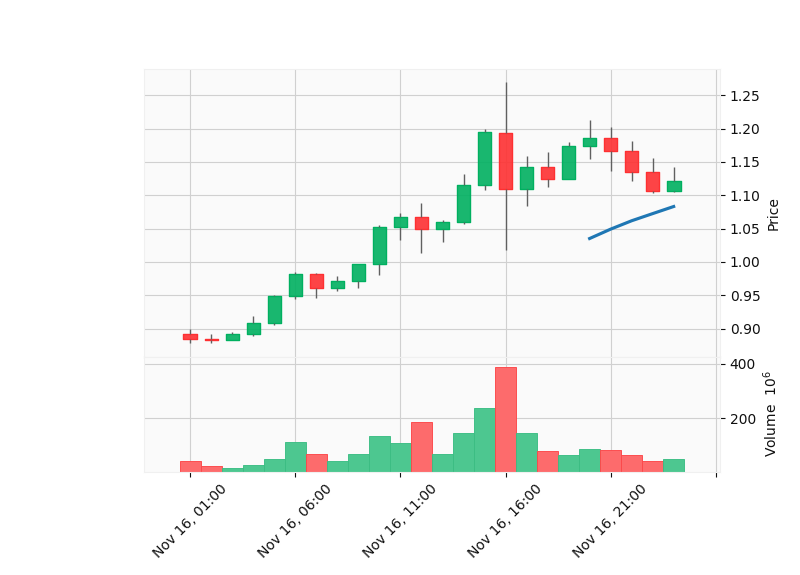 1.25
1.20
1.15
1.10
1.05
1.00
0.95
0.90
Price
400
200
Volume 10⁶
Nov 16, 01:00
Nov 16, 06:00
Nov 16, 11:00
Nov 16, 16:00
Nov 16, 21:00